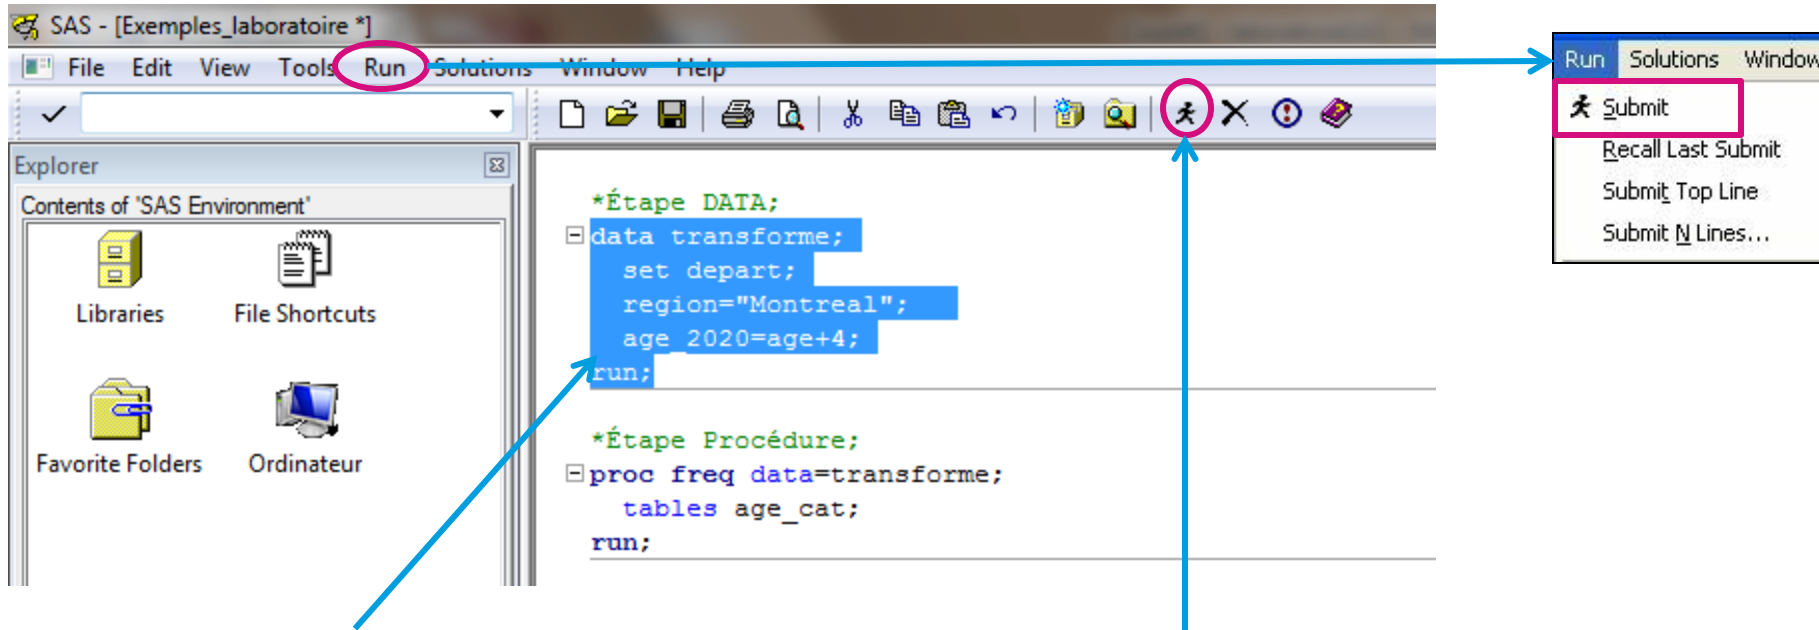 SAS - [Exemples_laboratoire *]
File Edit View Tools Run Solutions Window Help
Explorer
Contents of 'SAS Environment'
Libraries
File Shortcuts
Favorite Folders
Ordinateur
*Étape DATA;
data transforme;
set depart;
region="Montreal";
age_2020=age+4;
run;
*Étape Procédure;
proc freq data=transforme;
tables age_cat;
run;
Run Solutions Window
Submit
Recall Last Submit
Submit Top Line
Submit N Lines...